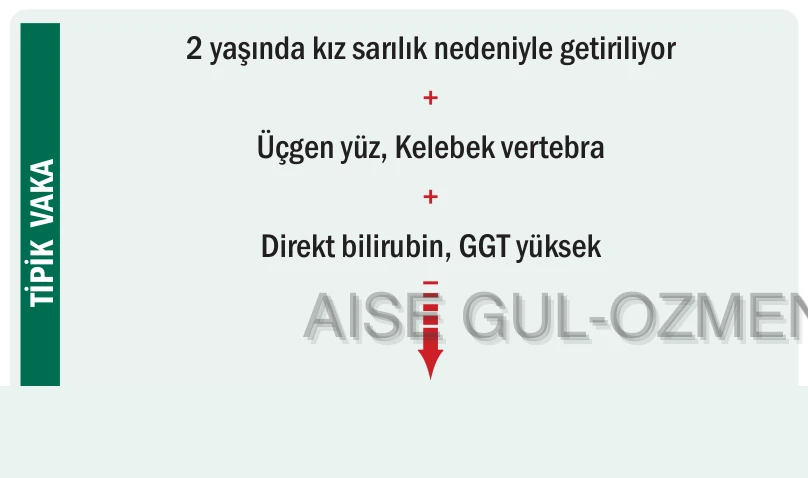 2 yaşında kız sarılık nedeniyle getiriliyor
+
Üçgen yüz, Kelebek vertebra
+
Direkt bilirubin, GGT yüksek
TİPİK VAKA
AISE GUL-OZMEN